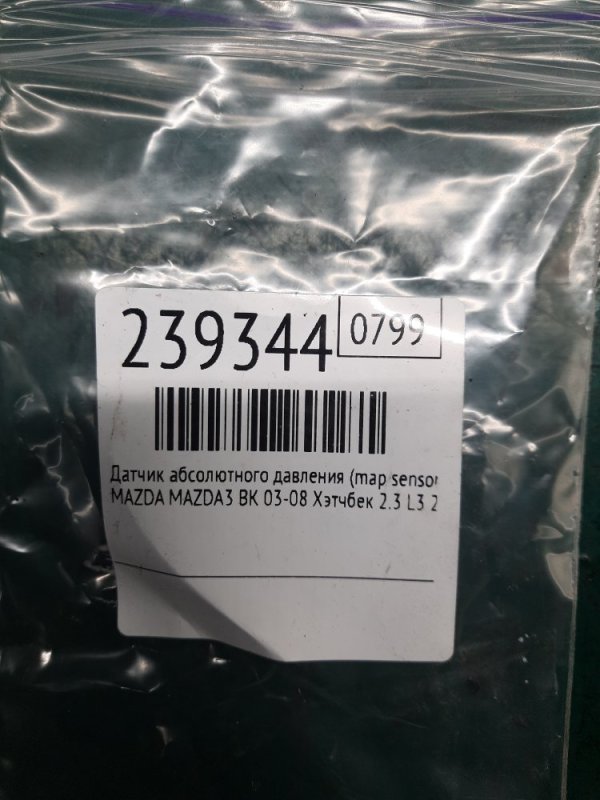 239344 0799
Датчик абсолютного давления (map sensor
MAZDA MAZDA3 BK 03-08 Хэтчбек 2.3 L3 2